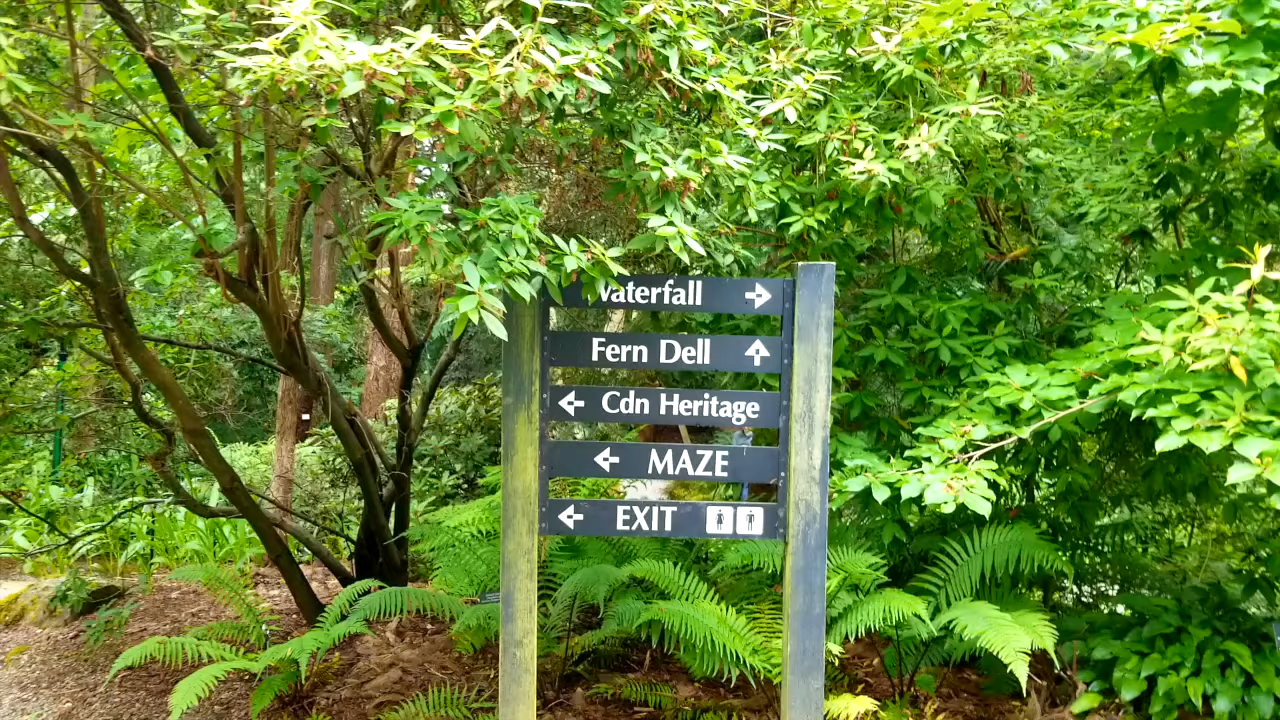 Waterfall →
Fern Dell ↑
← Cdn Heritage
← MAZE
← EXIT